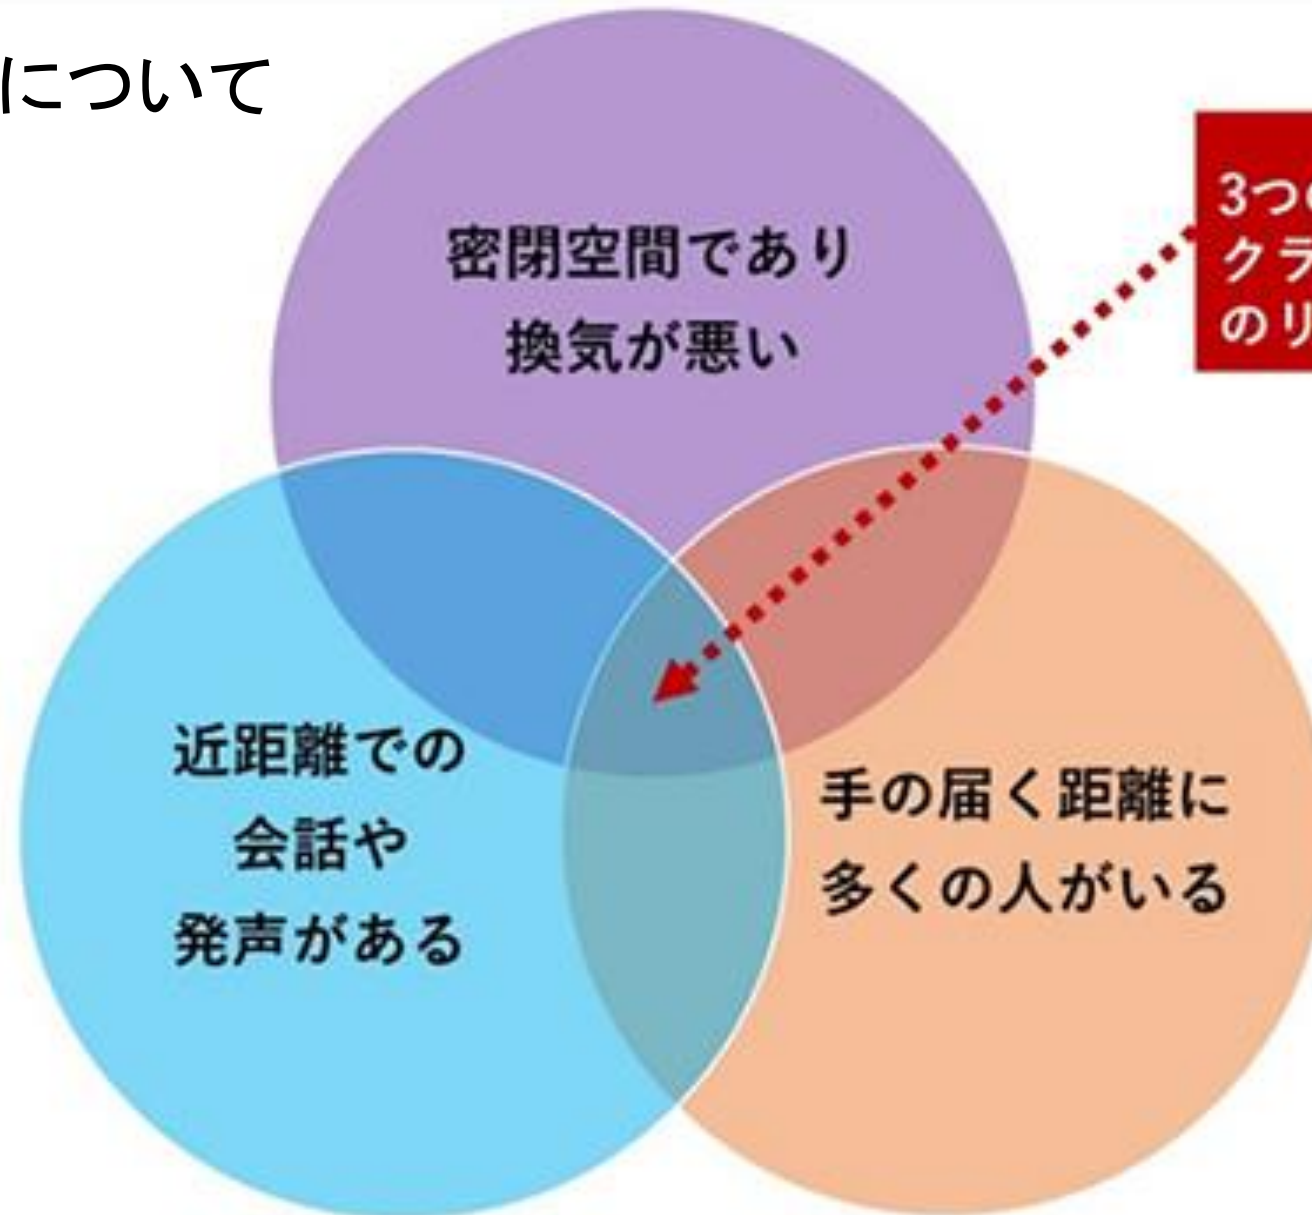 について
密閉空間であり
換気が悪い
3つ
クラ
のリ
近距離での
会話や
発声がある
手の届く距離に
多くの人がいる